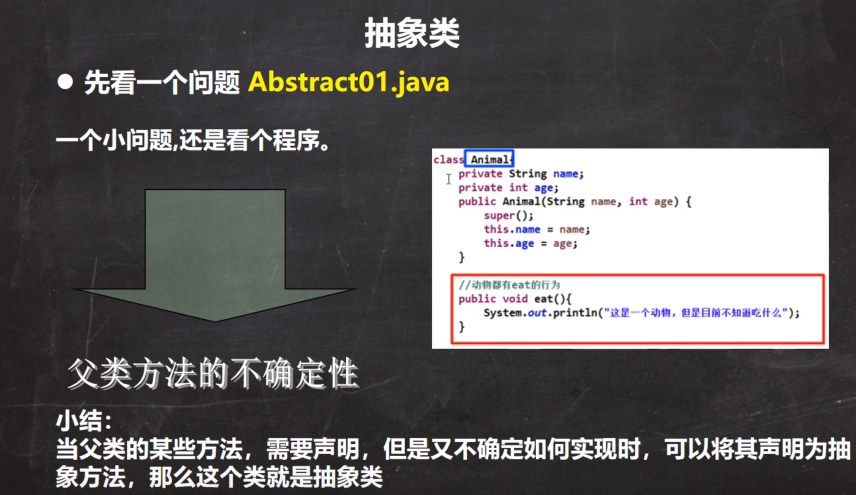 抽象类
● 先看一个问题 Abstract01.java
一个小问题,还是看个程序。
class Animal{
private String name;
private int age;
public Animal(String name, int age) {
super();
this.name = name;
this.age = age;
}
//动物都有eat的行为
public void eat(){
System.out.println("这是一个动物，但是目前不知道吃什么");
}
父类方法的不确定性
小结：
当父类的某些方法，需要声明，但是又不确定如何实现时，可以将其声明为抽
象方法，那么这个类就是抽象类